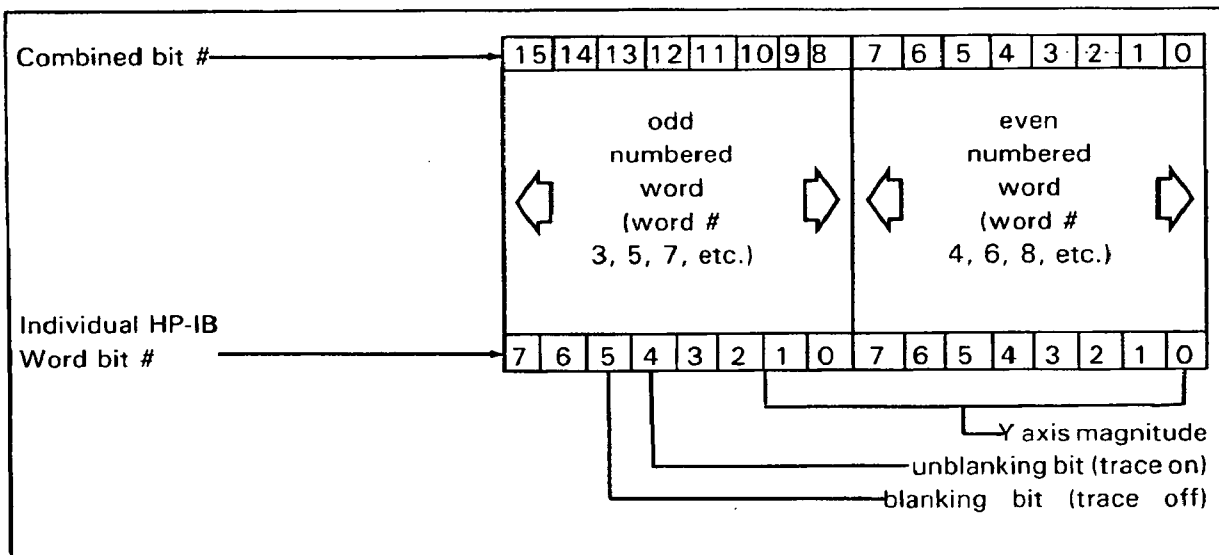 Combined bit #
15 14 13 12 11 10 9 8 7 6 5 4 3 2 1 0
odd
numbered
word
(word #
3, 5, 7, etc.)
even
numbered
word
(word #
4, 6, 8, etc.)
Individual HP-IB
Word bit #
7 6 5 4 3 2 1 0 7 6 5 4 3 2 1 0
Y axis magnitude
unblanking bit (trace on)
blanking bit (trace off)